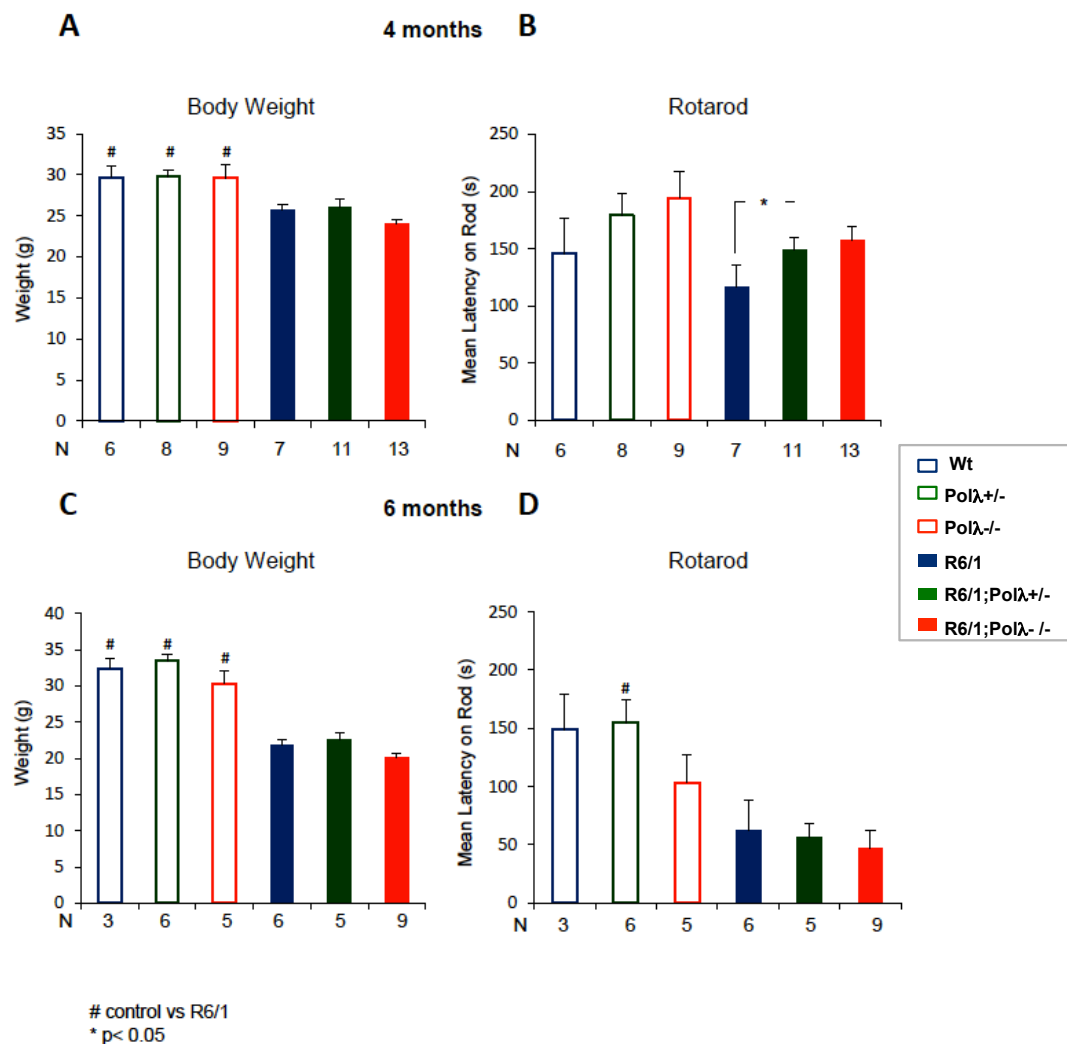 A
4 months
B
Body Weight
Rotarod
Weight (g)
35
30
25
20
15
10
5
0
# # #
N 6 8 9 7 11 13
Mean Latency on Rod (s)
250
200
150
100
50
0
*
N 6 8 9 7 11 13
Wt
Polλ+/-
Polλ-/-
R6/1
R6/1;Polλ+/-
R6/1;Polλ- /-
C
6 months
D
Body Weight
Rotarod
Weight (g)
40
35
30
25
20
15
10
5
0
# # #
N 3 6 5 6 5 9
Mean Latency on Rod (s)
250
200
150
100
50
0
#
N 3 6 5 6 5 9
# control vs R6/1
* p< 0.05